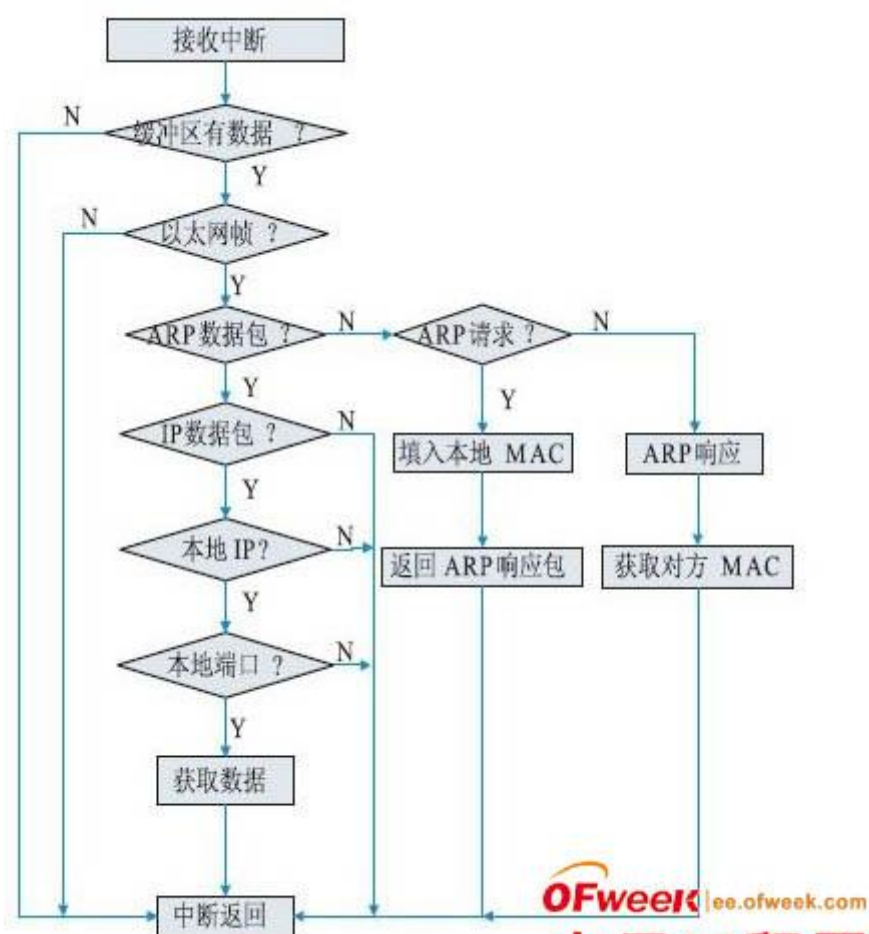 接收中断
N
缓冲区有数据 ?
Y
N
以太网帧 ?
Y
ARP数据包 ?
N
ARP请求 ?
N
Y
Y
IP数据包 ?
N
填入本地 MAC
ARP响应
Y
本地 IP?
N
返回 ARP响应包
获取对方 MAC
Y
本地端口 ?
N
Y
获取数据
中断返回
OFweek
ee.ofweek.com